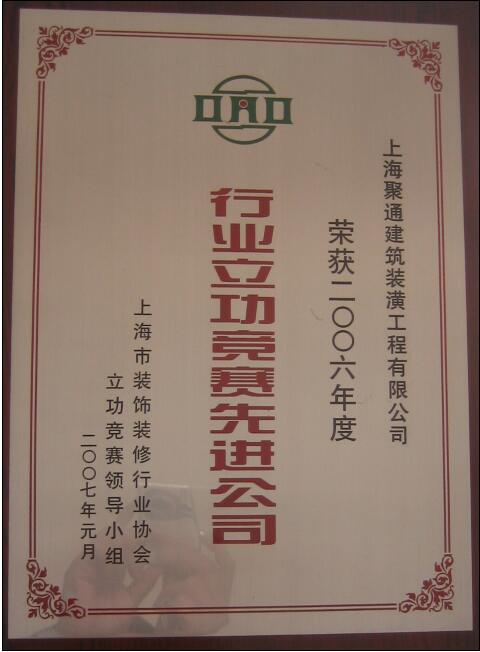 上海聚通建筑装潢工程有限公司
荣获二〇〇六年度
行业立功竞赛先进公司
上海市装饰装修行业协会
立功竞赛领导小组
二〇〇七年元月